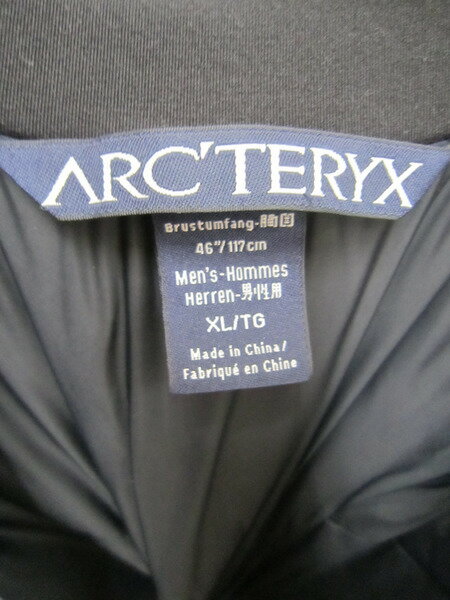 ARC'TERYX
Brustumfang-胸囲
46"/117cm
Men's-Hommes
Herren-男性用
XL/TG
Made in China/
Fabriqué en Chine